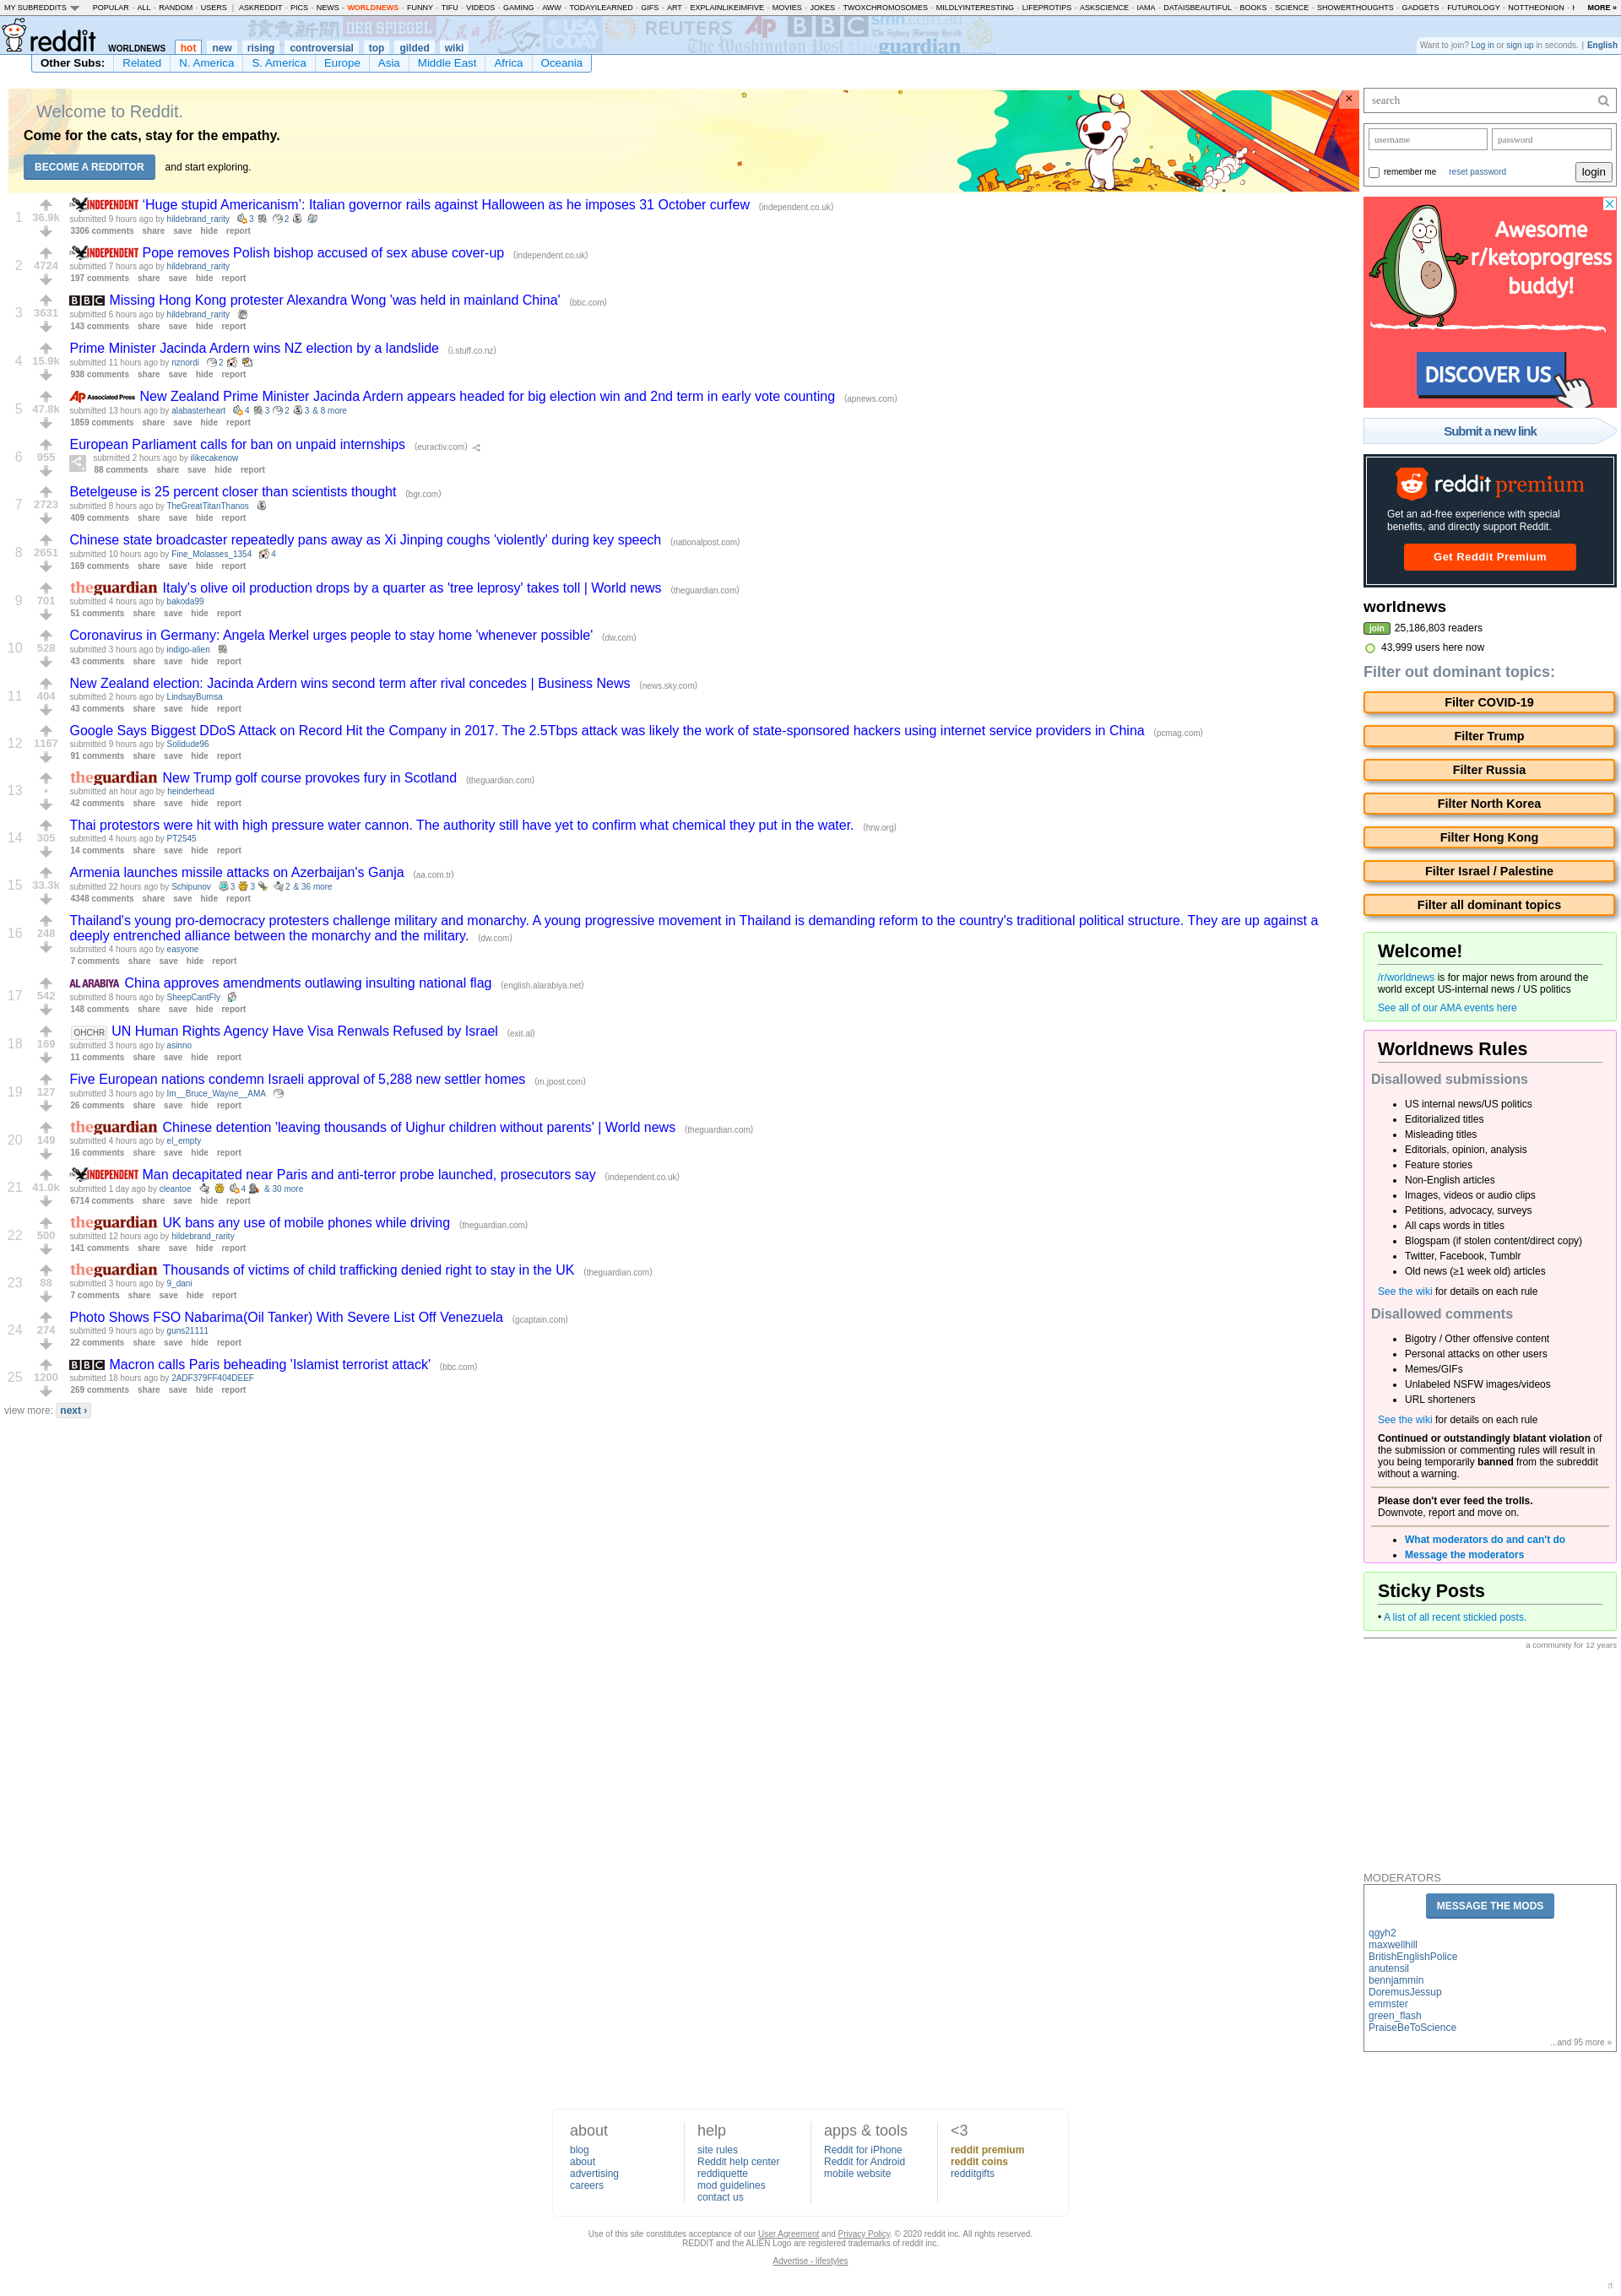 MY SUBREDDITS POPULAR - ALL - RANDOM - USERS | ASKREDDIT - PICS - NEWS - WORLDNEWS - FUNNY - TIFU - VIDEOS - GAMING - AWW - TODAYILEARNED - GIFS - ART - EXPLAINLIKEIMFIVE - MOVIES - JOKES - TWOXCHROMOSOMES - MILDLYINTERESTING - LIFEPROTIPS - ASKSCIENCE - IAMA - DATAISBEAUTIFUL - BOOKS - SCIENCE - SHOWERTHOUGHTS - GADGETS - FUTUROLOGY - NOTTHEONION - MORE »
reddit WORLDNEWS hot new rising controversial top gilded wiki
DER SPIEGEL USA TODAY REUTERS AP BBC smh.com.au The Sydney Morning Herald The Washington Post theguardian
Want to join? Log in or sign up in seconds. | English
Other Subs: Related N. America S. America Europe Asia Middle East Africa Oceania
Welcome to Reddit.
Come for the cats, stay for the empathy.
BECOME A REDDITOR and start exploring.
×
1 36.9k INDEPENDENT ‘Huge stupid Americanism’: Italian governor rails against Halloween as he imposes 31 October curfew (independent.co.uk)
submitted 9 hours ago by hildebrand_rarity 3 2
3306 comments share save hide report
2 4724 INDEPENDENT Pope removes Polish bishop accused of sex abuse cover-up (independent.co.uk)
submitted 7 hours ago by hildebrand_rarity
197 comments share save hide report
3 3631 BBC Missing Hong Kong protester Alexandra Wong 'was held in mainland China' (bbc.com)
submitted 6 hours ago by hildebrand_rarity
143 comments share save hide report
4 15.9k Prime Minister Jacinda Ardern wins NZ election by a landslide (i.stuff.co.nz)
submitted 11 hours ago by nznordi 2
938 comments share save hide report
5 47.8k AP Associated Press New Zealand Prime Minister Jacinda Ardern appears headed for big election win and 2nd term in early vote counting (apnews.com)
submitted 13 hours ago by alabasterheart 4 3 2 3 & 8 more
1859 comments share save hide report
6 955 European Parliament calls for ban on unpaid internships (euractiv.com)
submitted 2 hours ago by ilikecakenow
88 comments share save hide report
7 2723 Betelgeuse is 25 percent closer than scientists thought (bgr.com)
submitted 8 hours ago by TheGreatTitanThanos
409 comments share save hide report
8 2651 Chinese state broadcaster repeatedly pans away as Xi Jinping coughs 'violently' during key speech (nationalpost.com)
submitted 10 hours ago by Fine_Molasses_1354 4
169 comments share save hide report
9 701 theguardian Italy's olive oil production drops by a quarter as 'tree leprosy' takes toll | World news (theguardian.com)
submitted 4 hours ago by bakoda99
51 comments share save hide report
10 528 Coronavirus in Germany: Angela Merkel urges people to stay home 'whenever possible' (dw.com)
submitted 3 hours ago by indigo-alien
43 comments share save hide report
11 404 New Zealand election: Jacinda Ardern wins second term after rival concedes | Business News (news.sky.com)
submitted 2 hours ago by LindsayBurnsa
43 comments share save hide report
12 1167 Google Says Biggest DDoS Attack on Record Hit the Company in 2017. The 2.5Tbps attack was likely the work of state-sponsored hackers using internet service providers in China (pcmag.com)
submitted 9 hours ago by Solidude96
91 comments share save hide report
13 • theguardian New Trump golf course provokes fury in Scotland (theguardian.com)
submitted an hour ago by heinderhead
42 comments share save hide report
14 305 Thai protestors were hit with high pressure water cannon. The authority still have yet to confirm what chemical they put in the water. (hrw.org)
submitted 4 hours ago by PT2545
14 comments share save hide report
15 33.3k Armenia launches missile attacks on Azerbaijan's Ganja (aa.com.tr)
submitted 22 hours ago by Schipunov 3 3 2 & 36 more
4348 comments share save hide report
16 248 Thailand's young pro-democracy protesters challenge military and monarchy. A young progressive movement in Thailand is demanding reform to the country's traditional political structure. They are up against a
deeply entrenched alliance between the monarchy and the military. (dw.com)
submitted 4 hours ago by easyone
7 comments share save hide report
17 542 AL ARABIYA China approves amendments outlawing insulting national flag (english.alarabiya.net)
submitted 8 hours ago by SheepCantFly
148 comments share save hide report
18 169 OHCHR UN Human Rights Agency Have Visa Renwals Refused by Israel (exit.al)
submitted 3 hours ago by asinno
11 comments share save hide report
19 127 Five European nations condemn Israeli approval of 5,288 new settler homes (m.jpost.com)
submitted 3 hours ago by Im__Bruce_Wayne__AMA
26 comments share save hide report
20 149 theguardian Chinese detention 'leaving thousands of Uighur children without parents' | World news (theguardian.com)
submitted 4 hours ago by el_empty
16 comments share save hide report
21 41.0k INDEPENDENT Man decapitated near Paris and anti-terror probe launched, prosecutors say (independent.co.uk)
submitted 1 day ago by cleantoe 4 & 30 more
6714 comments share save hide report
22 500 theguardian UK bans any use of mobile phones while driving (theguardian.com)
submitted 12 hours ago by hildebrand_rarity
141 comments share save hide report
23 88 theguardian Thousands of victims of child trafficking denied right to stay in the UK (theguardian.com)
submitted 3 hours ago by 9_dani
7 comments share save hide report
24 274 Photo Shows FSO Nabarima(Oil Tanker) With Severe List Off Venezuela (gcaptain.com)
submitted 9 hours ago by guns21111
22 comments share save hide report
25 1200 BBC Macron calls Paris beheading 'Islamist terrorist attack' (bbc.com)
submitted 18 hours ago by 2ADF379FF404DEEF
269 comments share save hide report
view more: next ›
search
username password
remember me reset password login
Awesome
r/ketoprogress
buddy!
DISCOVER US
Submit a new link
reddit premium
Get an ad-free experience with special
benefits, and directly support Reddit.
Get Reddit Premium
worldnews
join 25,186,803 readers
43,999 users here now
Filter out dominant topics:
Filter COVID-19
Filter Trump
Filter Russia
Filter North Korea
Filter Hong Kong
Filter Israel / Palestine
Filter all dominant topics
Welcome!
/r/worldnews is for major news from around the
world except US-internal news / US politics
See all of our AMA events here
Worldnews Rules
Disallowed submissions
• US internal news/US politics
• Editorialized titles
• Misleading titles
• Editorials, opinion, analysis
• Feature stories
• Non-English articles
• Images, videos or audio clips
• Petitions, advocacy, surveys
• All caps words in titles
• Blogspam (if stolen content/direct copy)
• Twitter, Facebook, Tumblr
• Old news (≥1 week old) articles
See the wiki for details on each rule
Disallowed comments
• Bigotry / Other offensive content
• Personal attacks on other users
• Memes/GIFs
• Unlabeled NSFW images/videos
• URL shorteners
See the wiki for details on each rule
Continued or outstandingly blatant violation of
the submission or commenting rules will result in
you being temporarily banned from the subreddit
without a warning.
Please don't ever feed the trolls.
Downvote, report and move on.
• What moderators do and can't do
• Message the moderators
Sticky Posts
• A list of all recent stickied posts.
a community for 12 years
MODERATORS
MESSAGE THE MODS
qgyh2
maxwellhill
BritishEnglishPolice
anutensil
bennjammin
DoremusJessup
emmster
green_flash
PraiseBeToScience
...and 95 more »
about
blog
about
advertising
careers
help
site rules
Reddit help center
reddiquette
mod guidelines
contact us
apps & tools
Reddit for iPhone
Reddit for Android
mobile website
<3
reddit premium
reddit coins
redditgifts
Use of this site constitutes acceptance of our User Agreement and Privacy Policy. © 2020 reddit inc. All rights reserved.
REDDIT and the ALIEN Logo are registered trademarks of reddit inc.
Advertise - lifestyles
π